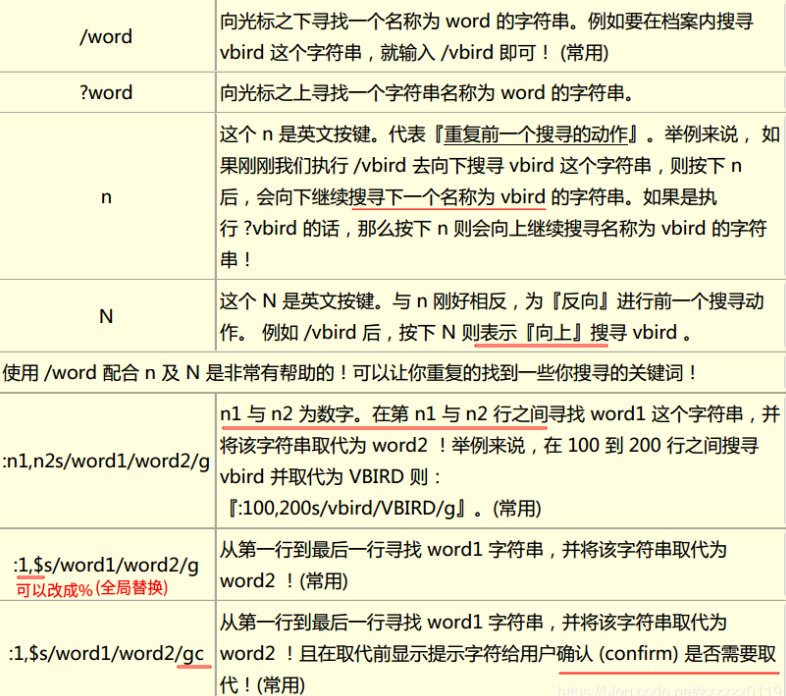 /word
向光标之下寻找一个名称为 word 的字符串。例如要在档案内搜寻
vbird 这个字符串，就输入 /vbird 即可！ (常用)
?word
向光标之上寻找一个字符串名称为 word 的字符串。
n
这个 n 是英文按键。代表『重复前一个搜寻的动作』。举例来说， 如
果刚刚我们执行 /vbird 去向下搜寻 vbird 这个字符串，则按下 n
后，会向下继续搜寻下一个名称为 vbird 的字符串。如果是执
行 ?vbird 的话，那么按下 n 则会向上继续搜寻名称为 vbird 的字符
串！
N
这个 N 是英文按键。与 n 刚好相反，为『反向』进行前一个搜寻动
作。 例如 /vbird 后，按下 N 则表示『向上』搜寻 vbird 。
使用 /word 配合 n 及 N 是非常有帮助的！可以让你重复的找到一些你搜寻的关键词！
:n1,n2s/word1/word2/g
n1 与 n2 为数字。在第 n1 与 n2 行之间寻找 word1 这个字符串，并
将该字符串取代为 word2 ！举例来说，在 100 到 200 行之间搜寻
vbird 并取代为 VBIRD 则：
『:100,200s/vbird/VBIRD/g』。(常用)
:1,$s/word1/word2/g
可以改成% (全局替换)
从第一行到最后一行寻找 word1 字符串，并将该字符串取代为
word2 ！(常用)
:1,$s/word1/word2/gc
从第一行到最后一行寻找 word1 字符串，并将该字符串取代为
word2 ！且在取代前显示提示字符给用户确认 (confirm) 是否需要取
代！(常用)